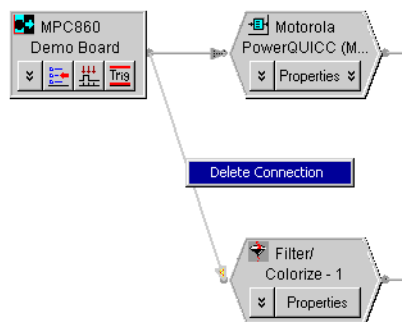 MPC860
Demo Board
Trig
Motorola
PowerQUICC (M...
Properties
Delete Connection
Filter/
Colorize - 1
Properties